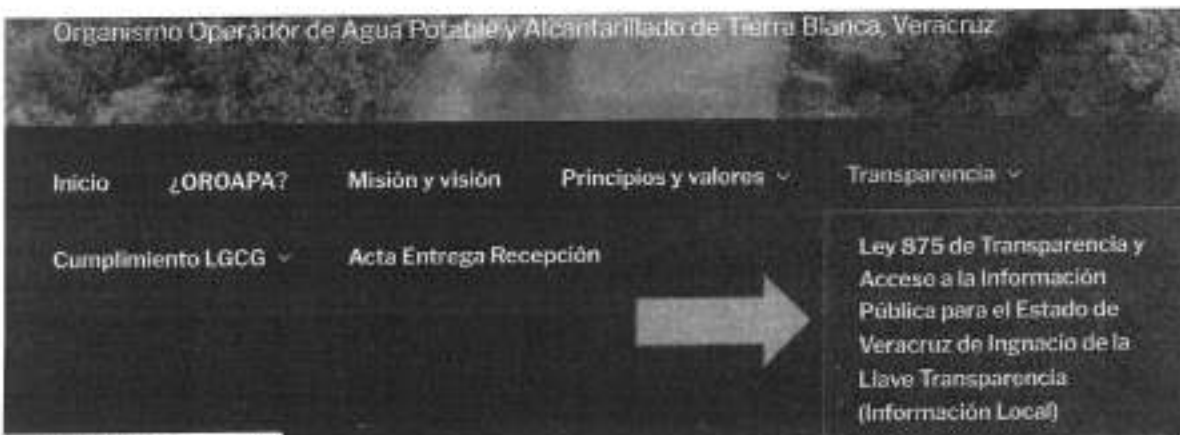 Organismo Operador de Agua Potable y Alcantarillado de Tierra Blanca, Veracruz
Inicio ¿OROAPA? Misión y visión Principios y valores Transparencia
Cumplimiento LGCG Acta Entrega Recepción
Ley 875 de Transparencia y
Acceso a la Información
Pública para el Estado de
Veracruz de Ingnacio de la
Llave Transparencia
(Información Local)